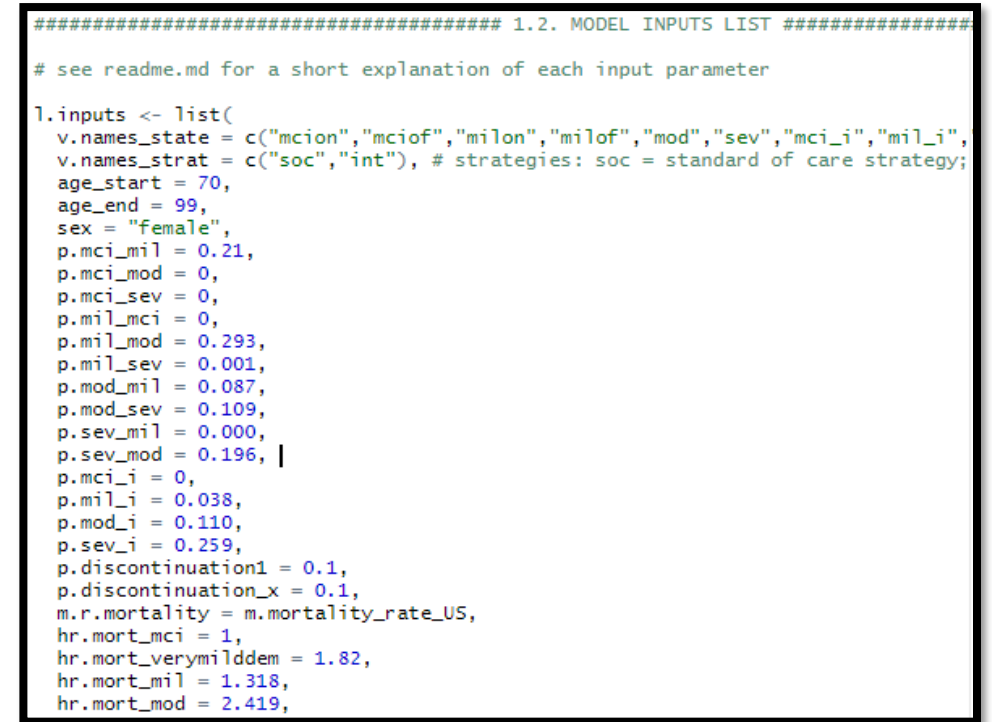 ######################################## 1.2. MODEL INPUTS LIST ################
# see readme.md for a short explanation of each input parameter
l.inputs <- list(
v.names_state = c("mcion","mciof","milon","milof","mod","sev","mci_i","mil_i",
v.names_strat = c("soc","int"), # strategies: soc = standard of care strategy;
age_start = 70,
age_end = 99,
sex = "female",
p.mci_mil = 0.21,
p.mci_mod = 0,
p.mci_sev = 0,
p.mil_mci = 0,
p.mil_mod = 0.293,
p.mil_sev = 0.001,
p.mod_mil = 0.087,
p.mod_sev = 0.109,
p.sev_mil = 0.000,
p.sev_mod = 0.196,
p.mci_i = 0,
p.mil_i = 0.038,
p.mod_i = 0.110,
p.sev_i = 0.259,
p.discontinuation1 = 0.1,
p.discontinuation_x = 0.1,
m.r.mortality = m.mortality_rate_US,
hr.mort_mci = 1,
hr.mort_verymilddem = 1.82,
hr.mort_mil = 1.318,
hr.mort_mod = 2.419,